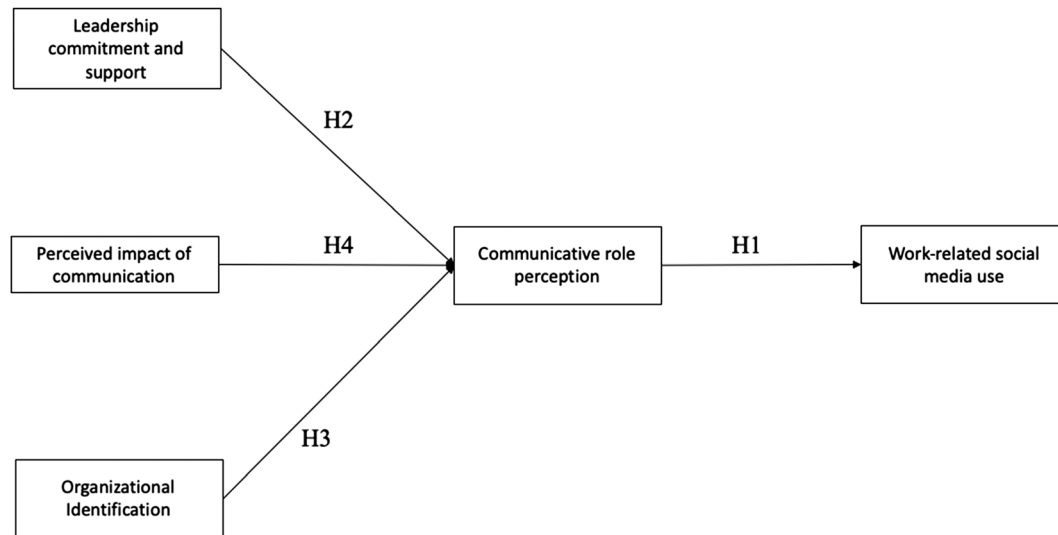 Leadership
commitment and
support
H2
Perceived impact of
communication
H4
Communicative role
perception
H1
Work-related social
media use
H3
Organizational
Identification